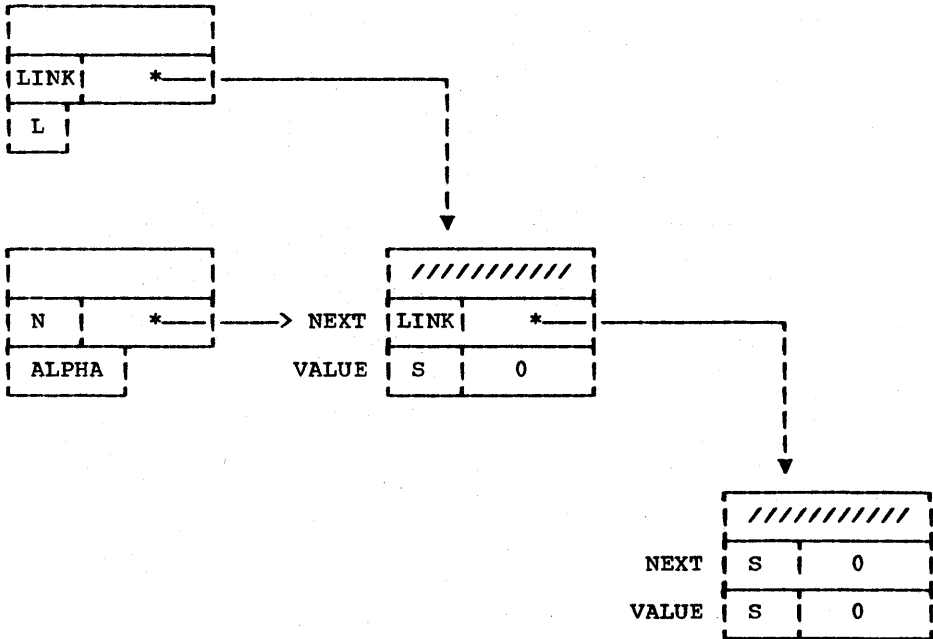 LINK *
L
///////////
N * NEXT LINK *
ALPHA VALUE S 0
///////////
NEXT S 0
VALUE S 0